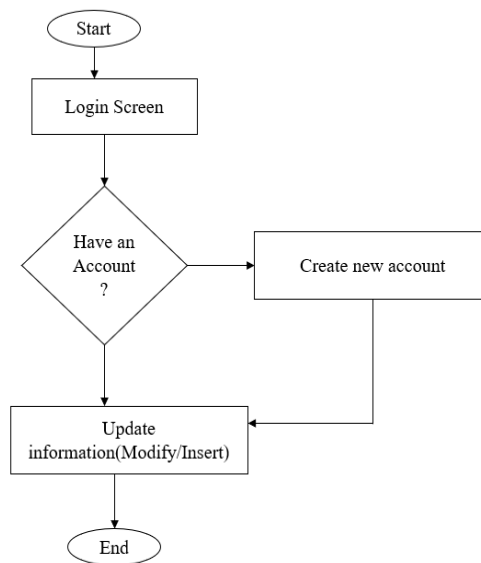 Start
Login Screen
Have an
Account
?
Create new account
Update
information(Modify/Insert)
End